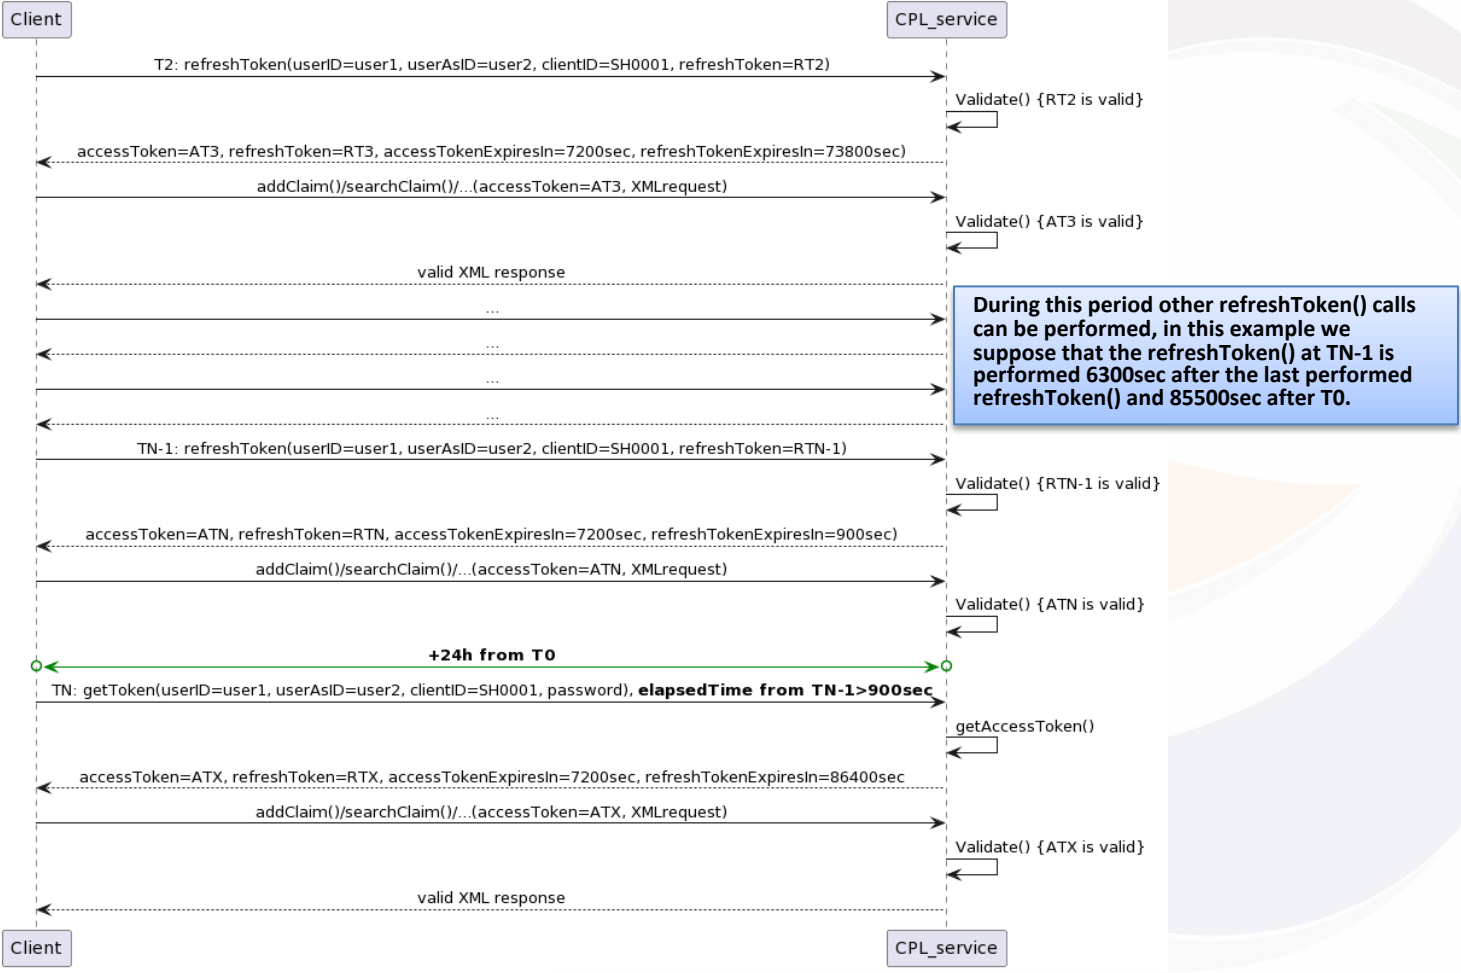 Client
CPL_service
T2: refreshToken(userID=user1, userAsID=user2, clientID=SH0001, refreshToken=RT2)
Validate() {RT2 is valid}
accessToken=AT3, refreshToken=RT3, accessTokenExpiresIn=7200sec, refreshTokenExpiresIn=73800sec)
addClaim()/searchClaim()/...(accessToken=AT3, XMLrequest)
Validate() {AT3 is valid}
valid XML response
...
...
...
...
During this period other refreshToken() calls
can be performed, in this example we
suppose that the refreshToken() at TN-1 is
performed 6300sec after the last performed
refreshToken() and 85500sec after T0.
TN-1: refreshToken(userID=user1, userAsID=user2, clientID=SH0001, refreshToken=RTN-1)
Validate() {RTN-1 is valid}
accessToken=ATN, refreshToken=RTN, accessTokenExpiresIn=7200sec, refreshTokenExpiresIn=900sec)
addClaim()/searchClaim()/...(accessToken=ATN, XMLrequest)
Validate() {ATN is valid}
+24h from T0
TN: getToken(userID=user1, userAsID=user2, clientID=SH0001, password), elapsedTime from TN-1>900sec
getAccessToken()
accessToken=ATX, refreshToken=RTX, accessTokenExpiresIn=7200sec, refreshTokenExpiresIn=86400sec
addClaim()/searchClaim()/...(accessToken=ATX, XMLrequest)
Validate() {ATX is valid}
valid XML response
Client
CPL_service